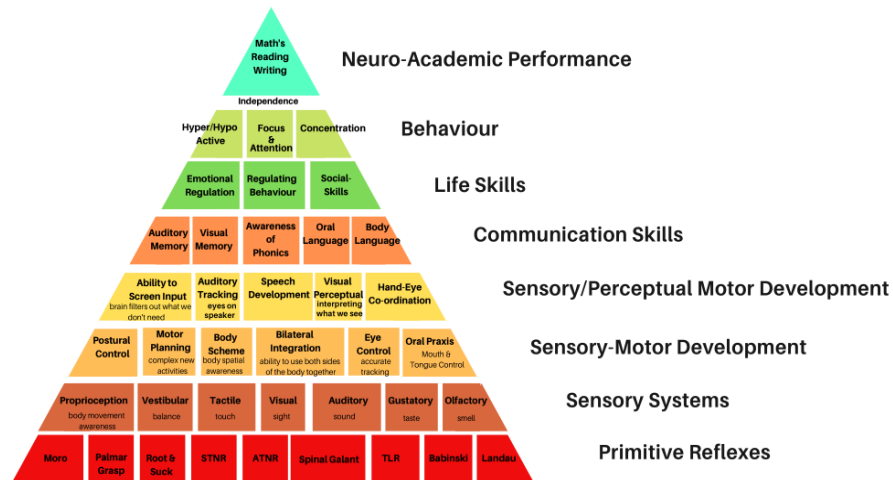 Math's
Reading
Writing
Neuro-Academic Performance
Independence
Hyper/Hypo
Active
Focus
&
Attention
Concentration
Behaviour
Emotional
Regulation
Regulating
Behaviour
Social-
Skills
Life Skills
Auditory
Memory
Visual
Memory
Awareness
of
Phonics
Oral
Language
Body
Language
Communication Skills
Ability to
Screen Input
brain filters out what we
don't need
Auditory
Tracking
eyes on
speaker
Speech
Development
Visual
Perceptual
interpreting
what we see
Hand-Eye
Co-ordination
Sensory/Perceptual Motor Development
Postural
Control
Motor
Planning
complex new
activities
Body
Scheme
body spatial
awareness
Bilateral
Integration
ability to use both sides
of the body together
Eye
Control
accurate
tracking
Oral Praxis
Mouth &
Tongue Control
Sensory-Motor Development
Proprioception
body movement
awareness
Vestibular
balance
Tactile
touch
Visual
sight
Auditory
sound
Gustatory
taste
Olfactory
smell
Sensory Systems
Moro
Palmar
Grasp
Root &
Suck
STNR
ATNR
Spinal Galant
TLR
Babinski
Landau
Primitive Reflexes